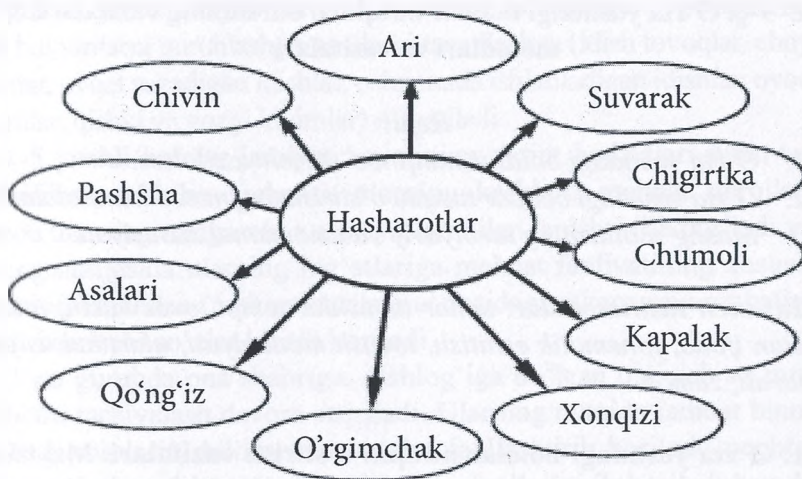 Ari
Chivin
Suvarak
Pashsha
Chigirtka
Hasharotlar
Chumoli
Asalari
Kapalak
Qo'ng'iz
Xonqizi
O'rgimchak